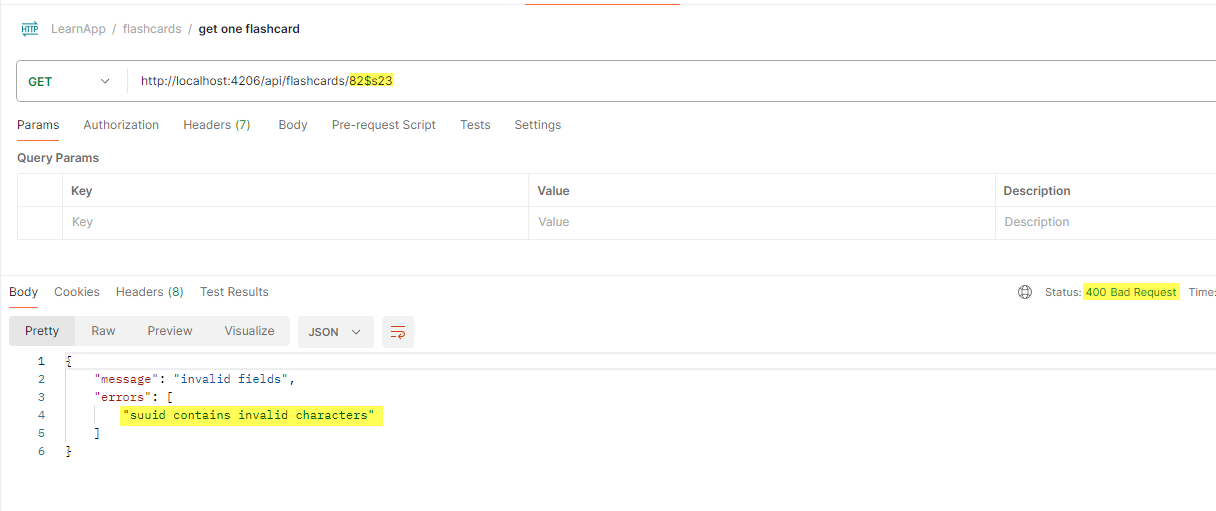 HTTP LearnApp / flashcards / get one flashcard
GET http://localhost:4206/api/flashcards/82$s23
Params Authorization Headers (7) Body Pre-request Script Tests Settings
Query Params
Key Value Description
Key Value Description
Body Cookies Headers (8) Test Results Status: 400 Bad Request Time:
Pretty Raw Preview Visualize JSON
1 {
2 "message": "invalid fields",
3 "errors": [
4 "suuid contains invalid characters"
5 ]
6 }